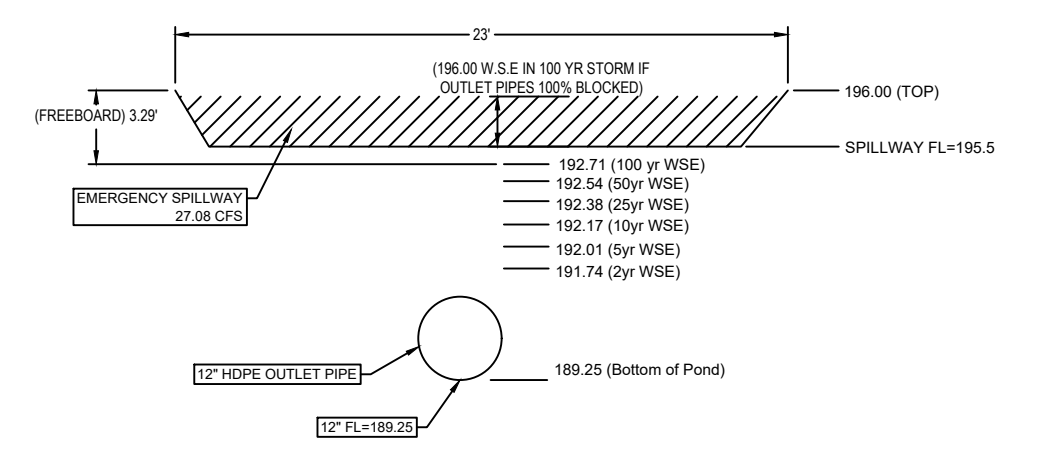 23'
(196.00 W.S.E IN 100 YR STORM IF
OUTLET PIPES 100% BLOCKED)
196.00 (TOP)
(FREEBOARD) 3.29'
SPILLWAY FL=195.5
192.71 (100 yr WSE)
192.54 (50yr WSE)
EMERGENCY SPILLWAY
27.08 CFS
192.38 (25yr WSE)
192.17 (10yr WSE)
192.01 (5yr WSE)
191.74 (2yr WSE)
12" HDPE OUTLET PIPE
189.25 (Bottom of Pond)
12" FL=189.25